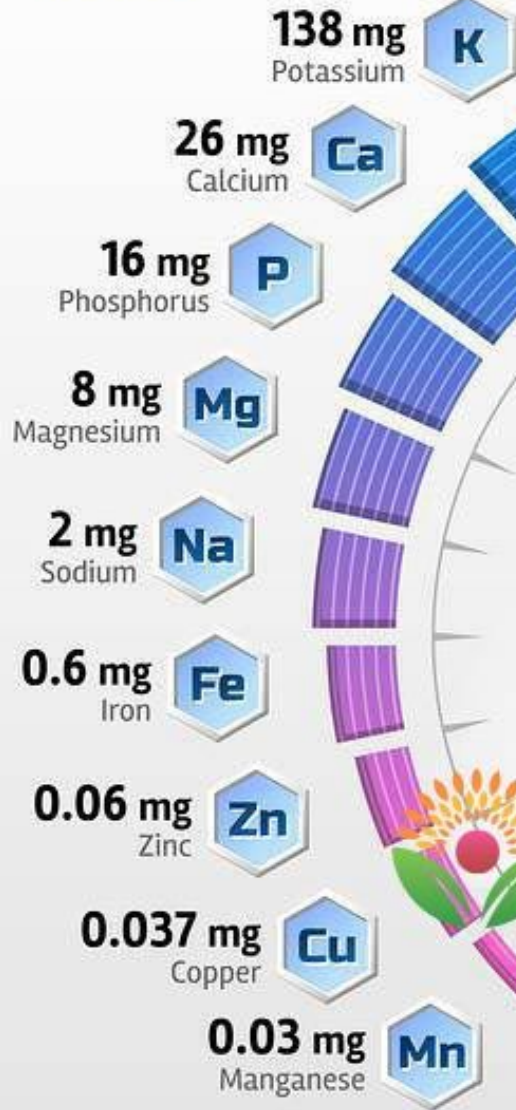 138 mg
Potassium
K
26 mg
Calcium
Ca
16 mg
Phosphorus
P
8 mg
Magnesium
Mg
2 mg
Sodium
Na
0.6 mg
Iron
Fe
0.06 mg
Zinc
Zn
0.037 mg
Copper
Cu
0.03 mg
Manganese
Mn